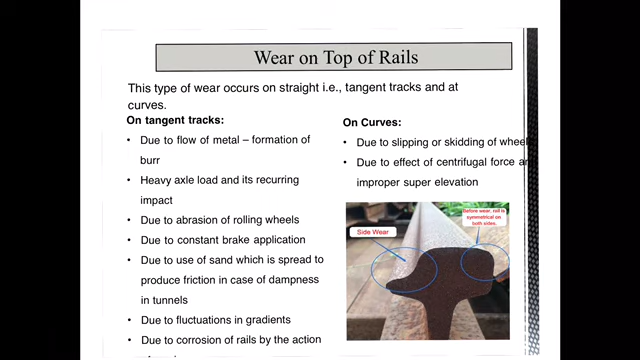 Wear on Top of Rails
This type of wear occurs on straight i.e., tangent tracks and at
curves.
On tangent tracks:
• Due to flow of metal – formation of
burr
• Heavy axle load and its recurring
impact
• Due to abrasion of rolling wheels
• Due to constant brake application
• Due to use of sand which is spread to
produce friction in case of dampness
in tunnels
• Due to fluctuations in gradients
• Due to corrosion of rails by the action
On Curves:
• Due to slipping or skidding of wheel
• Due to effect of centrifugal force an
improper super elevation
Side Wear
Before wear, rail is
symmetrical on
both sides.